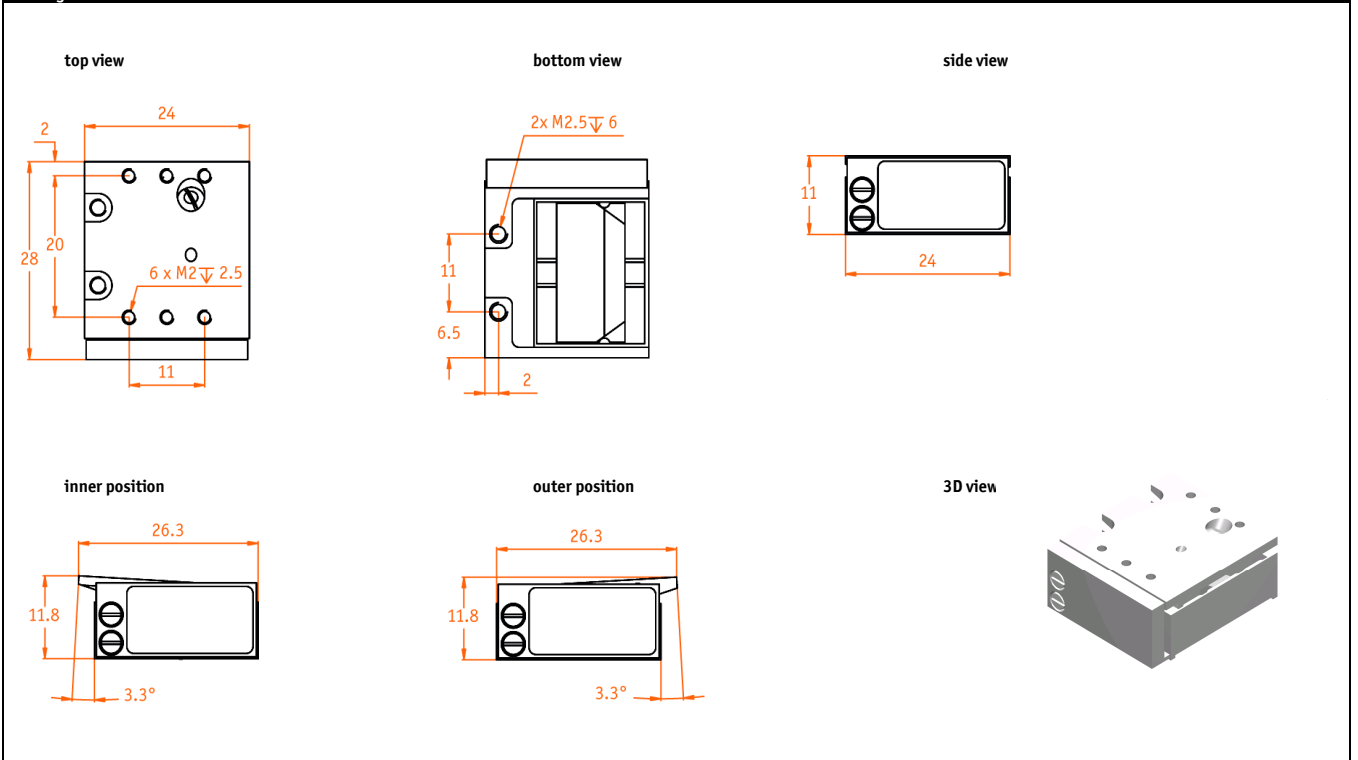 top view
bottom view
side view
24
2
28
20
6 x M2↧ 2.5
11
2x M2.5↧ 6
11
6.5
2
11
24
inner position
outer position
3D view
26.3
11.8
3.3°
26.3
11.8
3.3°